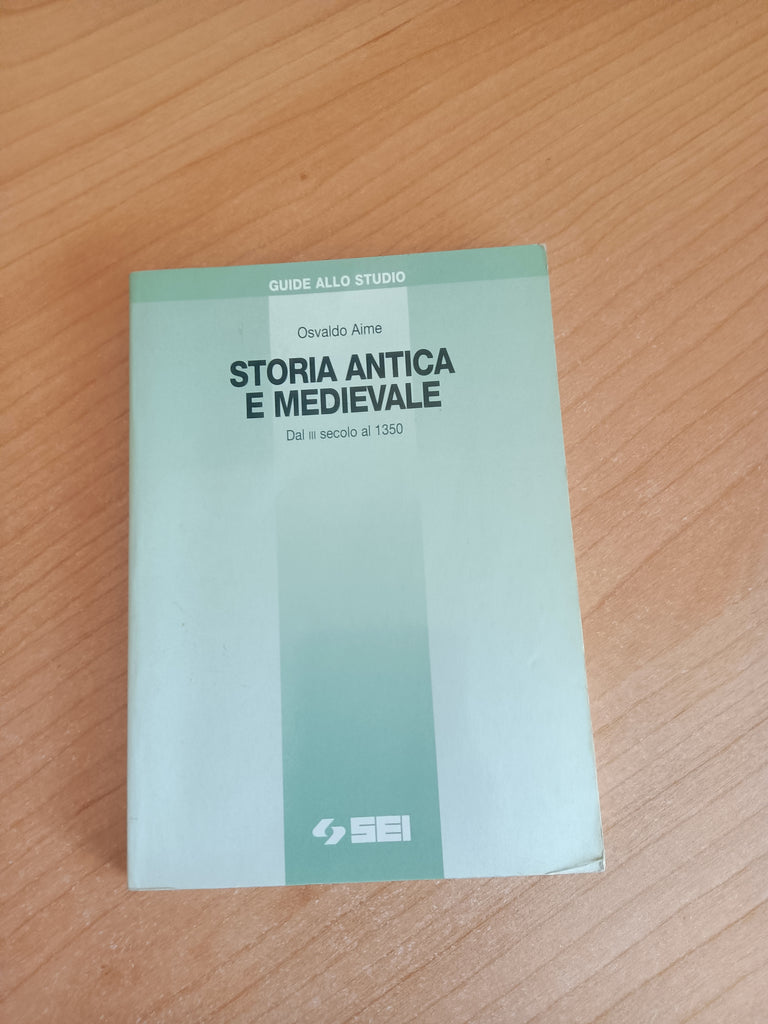 GUIDE ALLO STUDIO
Osvaldo Aime
STORIA ANTICA
E MEDIEVALE
Dal III secolo al 1350
SEI